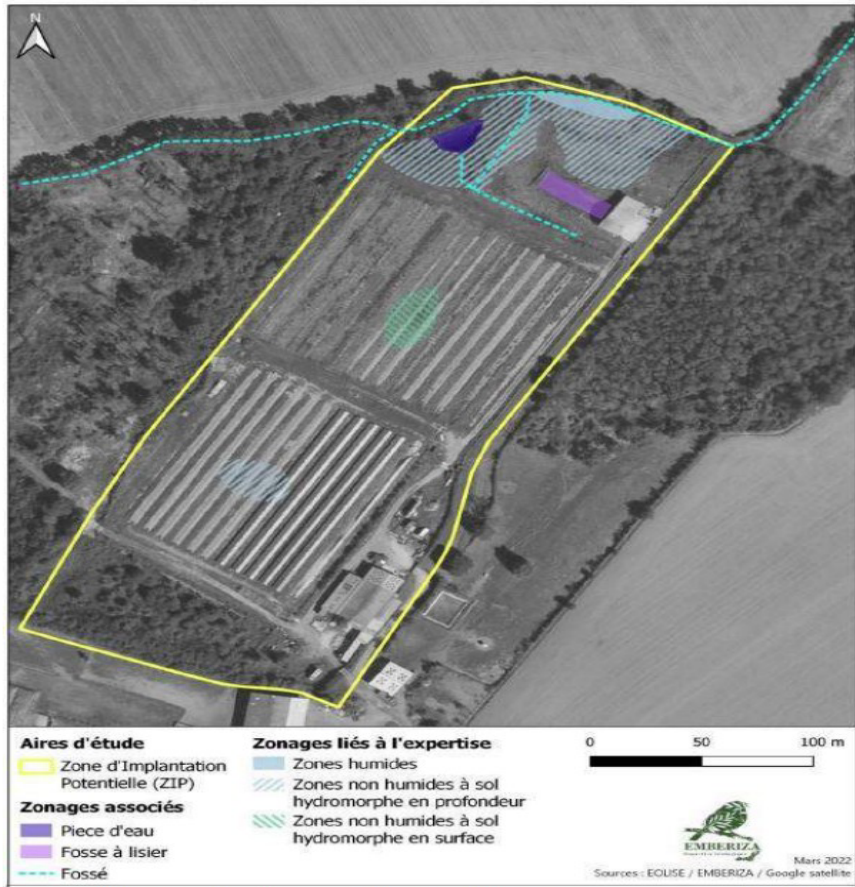 N
Aires d'étude
Zone d'Implantation
Potentielle (ZIP)
Zonages associés
Piece d'eau
Fosse à lisier
Fossé
Zonages liés à l'expertise
Zones humides
Zones non humides à sol
hydromorphe en profondeur
Zones non humides à sol
hydromorphe en surface
0 50 100 m
EMBERIZA
Mars 2022
Sources : EOLISE / EMBERIZA / Google satellite